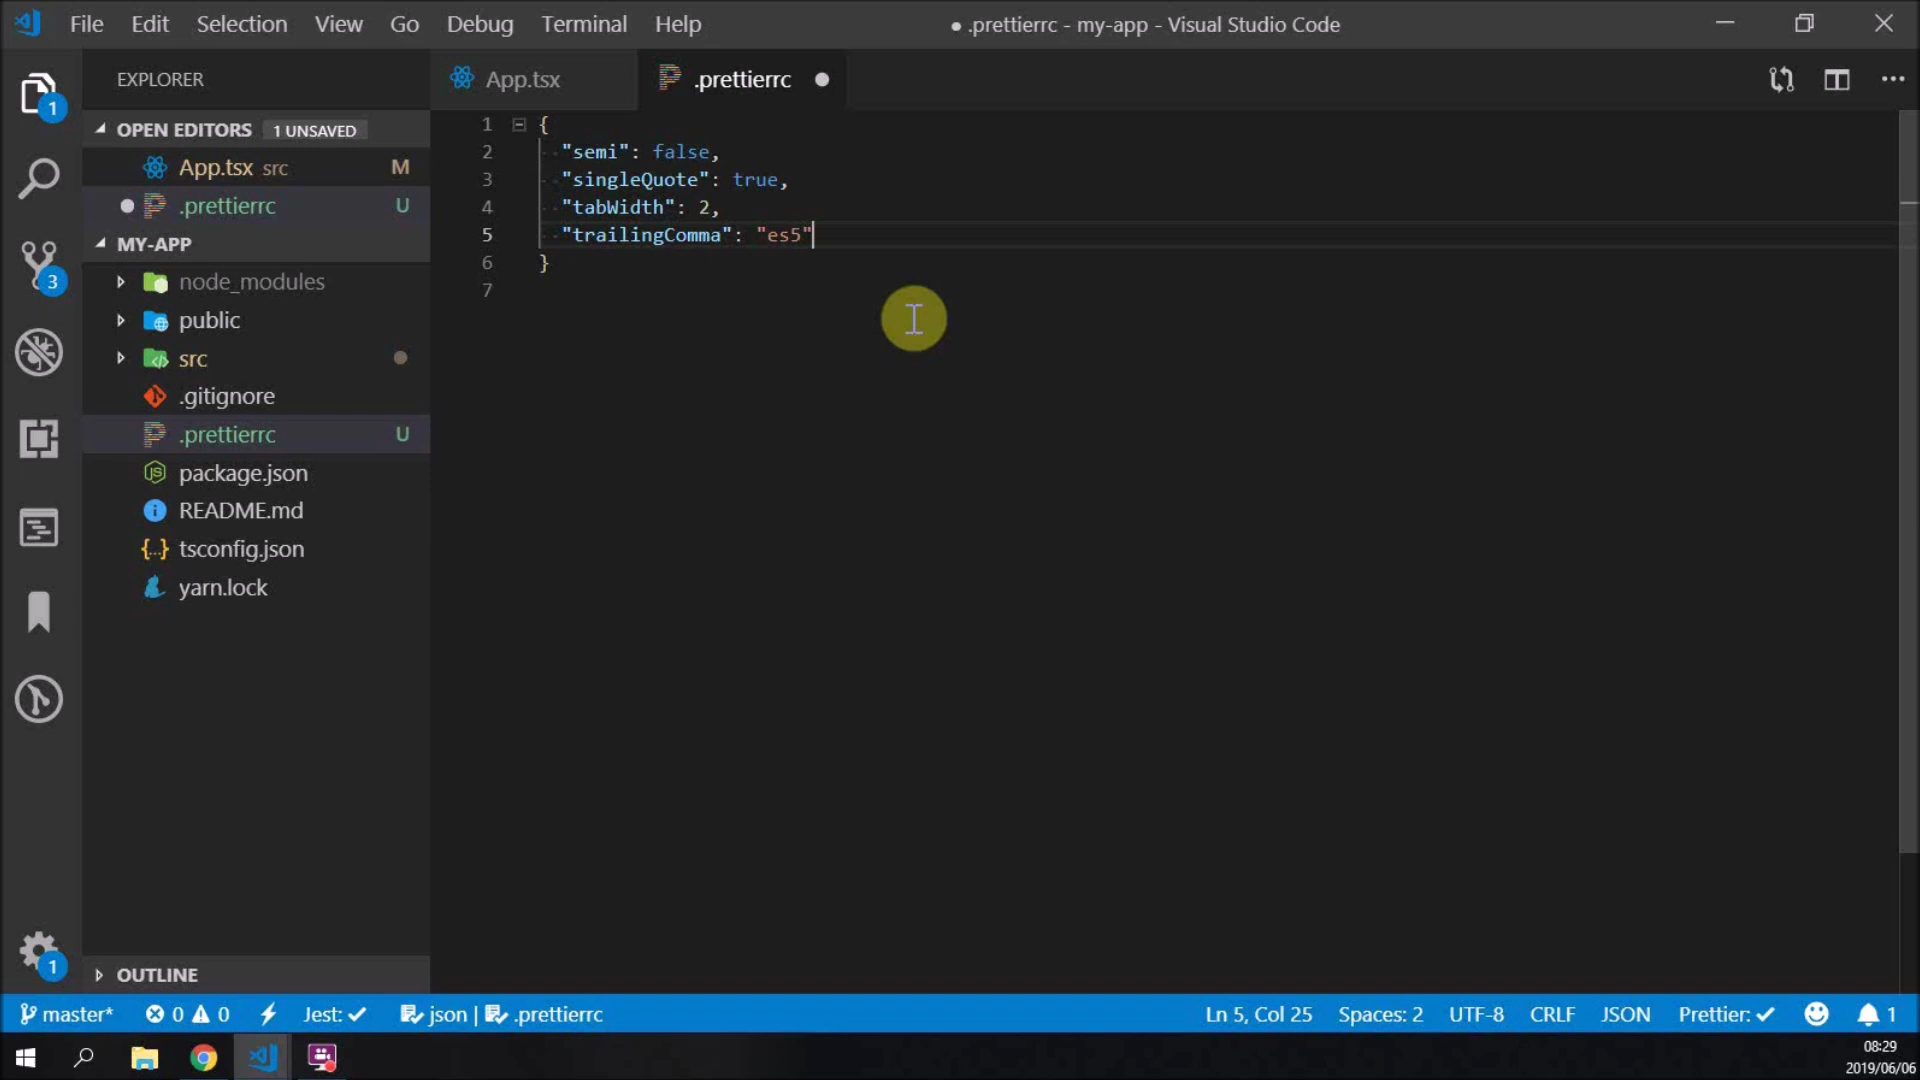 File Edit Selection View Go Debug Terminal Help
● .prettierrc - my-app - Visual Studio Code
EXPLORER
App.tsx
.prettierrc
OPEN EDITORS 1 UNSAVED
App.tsx src M
.prettierrc U
MY-APP
node_modules
public
src
.gitignore
.prettierrc U
package.json
README.md
tsconfig.json
yarn.lock
OUTLINE
1 {
2 "semi": false,
3 "singleQuote": true,
4 "tabWidth": 2,
5 "trailingComma": "es5"
6 }
7
1
3
1
master* 0 0 Jest: ✓ json | .prettierrc
Ln 5, Col 25 Spaces: 2 UTF-8 CRLF JSON Prettier: ✓ 1
08:29
2019/06/06